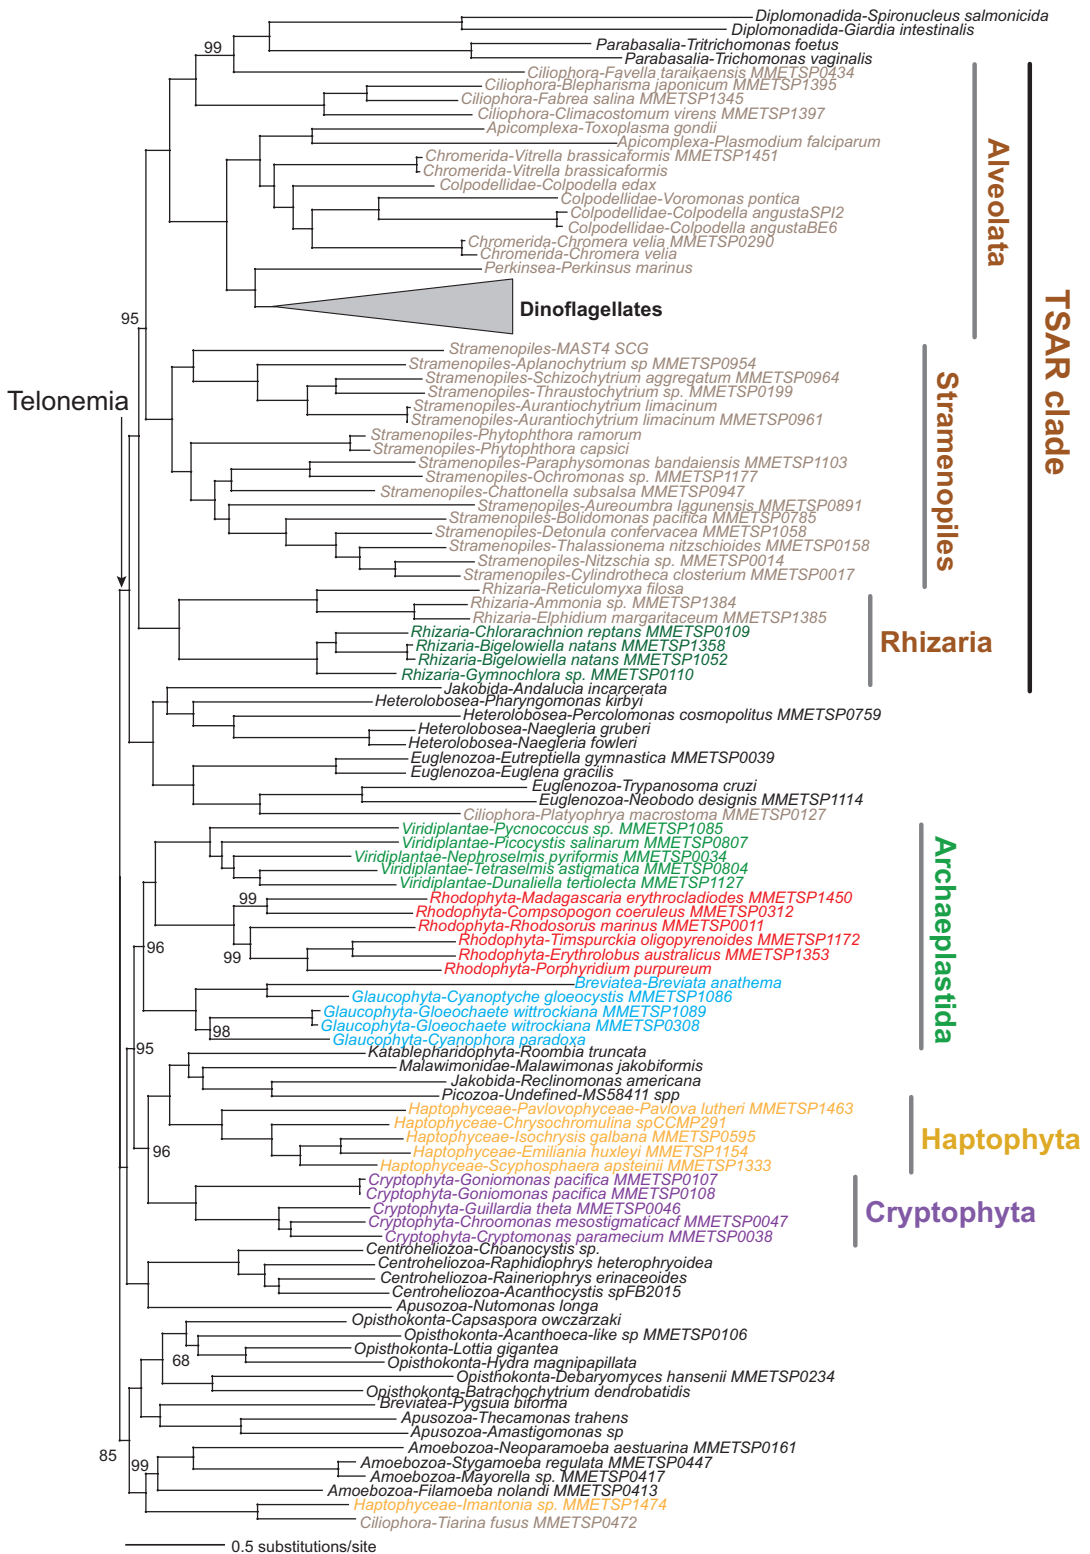 Diplomonadida-Spironucleus salmonicida
Diplomonadida-Giardia intestinalis
99
Parabasalia-Tritrichomonas foetus
Parabasalia-Trichomonas vaginalis
Ciliophora-Favella taraikaensis MMETSP0434
Ciliophora-Blepharisma japonicum MMETSP1395
Ciliophora-Fabrea salina MMETSP1345
Ciliophora-Climacostomum virens MMETSP1397
Apicomplexa-Toxoplasma gondii
Apicomplexa-Plasmodium falciparum
Chromerida-Vitrella brassicaformis MMETSP1451
Chromerida-Vitrella brassicaformis
Colpodellidae-Colpodella edax
Colpodellidae-Voromonas pontica
Colpodellidae-Colpodella angustaSPI2
Colpodellidae-Colpodella angustaBE6
Chromerida-Chromera velia MMETSP0290
Chromerida-Chromera velia
Perkinsea-Perkinsus marinus
Alveolata
Dinoflagellates
95
TSAR clade
Stramenopiles-MAST4 SCG
Stramenopiles-Aplanochytrium sp MMETSP0954
Stramenopiles-Schizochytrium aggregatum MMETSP0964
Stramenopiles-Thraustochytrium sp. MMETSP0199
Telonemia
Stramenopiles-Aurantiochytrium limacinum
Stramenopiles-Aurantiochytrium limacinum MMETSP0961
Stramenopiles-Phytophthora ramorum
Stramenopiles-Phytophthora capsici
Stramenopiles-Paraphysomonas bandaiensis MMETSP1103
Stramenopiles-Ochromonas sp. MMETSP1177
Stramenopiles-Chattonella subsalsa MMETSP0947
Stramenopiles-Aureoumbra lagunensis MMETSP0891
Stramenopiles-Bolidomonas pacifica MMETSP0785
Stramenopiles-Detonula confervacea MMETSP1058
Stramenopiles-Thalassionema nitzschioides MMETSP0158
Stramenopiles-Nitzschia sp. MMETSP0014
Stramenopiles-Cylindrotheca closterium MMETSP0017
Stramenopiles
Rhizaria-Reticulomyxa filosa
Rhizaria-Ammonia sp. MMETSP1384
Rhizaria-Elphidium margaritaceum MMETSP1385
Rhizaria-Chlorarachnion reptans MMETSP0109
Rhizaria-Bigelowiella natans MMETSP1358
Rhizaria-Bigelowiella natans MMETSP1052
Rhizaria-Gymnochlora sp. MMETSP0110
Rhizaria
Jakobida-Andalucia incarcerata
Heterolobosea-Pharyngomonas kirbyi
Heterolobosea-Percolomonas cosmopolitus MMETSP0759
Heterolobosea-Naegleria gruberi
Heterolobosea-Naegleria fowleri
Euglenozoa-Eutreptiella gymnastica MMETSP0039
Euglenozoa-Euglena gracilis
Euglenozoa-Trypanosoma cruzi
Euglenozoa-Neobodo designis MMETSP1114
Ciliophora-Platyophrya macrostoma MMETSP0127
Viridiplantae-Pycnococcus sp. MMETSP1085
Viridiplantae-Picocystis salinarum MMETSP0807
Viridiplantae-Nephroselmis pyriformis MMETSP0034
Viridiplantae-Tetraselmis astigmatica MMETSP0804
Viridiplantae-Dunaliella tertiolecta MMETSP1127
99
Rhodophyta-Madagascaria erythrocladiodes MMETSP1450
Rhodophyta-Compsopogon coeruleus MMETSP0312
Rhodophyta-Rhodosorus marinus MMETSP0011
Rhodophyta-Timspurckia oligopyrenoides MMETSP1172
96
99
Rhodophyta-Erythrolobus australicus MMETSP1353
Rhodophyta-Porphyridium purpureum
Breviatea-Breviata anathema
Glaucophyta-Cyanoptyche gloeocystis MMETSP1086
Glaucophyta-Gloeochaete wittrockiana MMETSP1089
Glaucophyta-Gloeochaete witrockiana MMETSP0308
98
Glaucophyta-Cyanophora paradoxa
Archaeplastida
95
Katablepharidophyta-Roombia truncata
Malawimonidae-Malawimonas jakobiformis
Jakobida-Reclinomonas americana
Picozoa-Undefined-MS58411 spp
Haptophyceae-Pavlovophyceae-Pavlova lutheri MMETSP1463
Haptophyceae-Chrysochromulina spCCMP291
Haptophyceae-Isochrysis galbana MMETSP0595
96
Haptophyceae-Emiliania huxleyi MMETSP1154
Haptophyceae-Scyphosphaera apsteinii MMETSP1333
Haptophyta
Cryptophyta-Goniomonas pacifica MMETSP0107
Cryptophyta-Goniomonas pacifica MMETSP0108
Cryptophyta-Guillardia theta MMETSP0046
Cryptophyta-Chroomonas mesostigmaticacf MMETSP0047
Cryptophyta-Cryptomonas paramecium MMETSP0038
Cryptophyta
Centroheliozoa-Choanocystis sp.
Centroheliozoa-Raphidiophrys heterophryoidea
Centroheliozoa-Raineriophrys erinaceoides
Centroheliozoa-Acanthocystis spFB2015
Apusozoa-Nutomonas longa
Opisthokonta-Capsaspora owczarzaki
Opisthokonta-Acanthoeca-like sp MMETSP0106
Opisthokonta-Lottia gigantea
68
Opisthokonta-Hydra magnipapillata
Opisthokonta-Debaryomyces hansenii MMETSP0234
Opisthokonta-Batrachochytrium dendrobatidis
Breviatea-Pygsuia biforma
Apusozoa-Thecamonas trahens
Apusozoa-Amastigomonas sp
85
Amoebozoa-Neoparamoeba aestuarina MMETSP0161
99
Amoebozoa-Stygamoeba regulata MMETSP0447
Amoebozoa-Mayorella sp. MMETSP0417
Amoebozoa-Filamoeba nolandi MMETSP0413
Haptophyceae-Imantonia sp. MMETSP1474
Ciliophora-Tiarina fusus MMETSP0472
0.5 substitutions/site